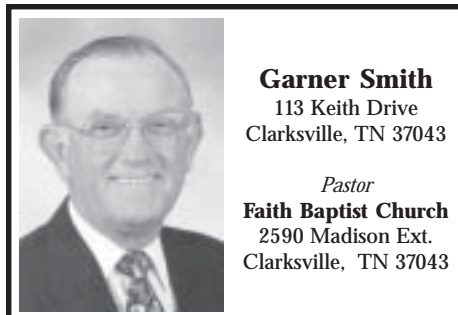 Garner Smith
113 Keith Drive
Clarksville, TN 37043
Pastor
Faith Baptist Church
2590 Madison Ext.
Clarksville, TN 37043